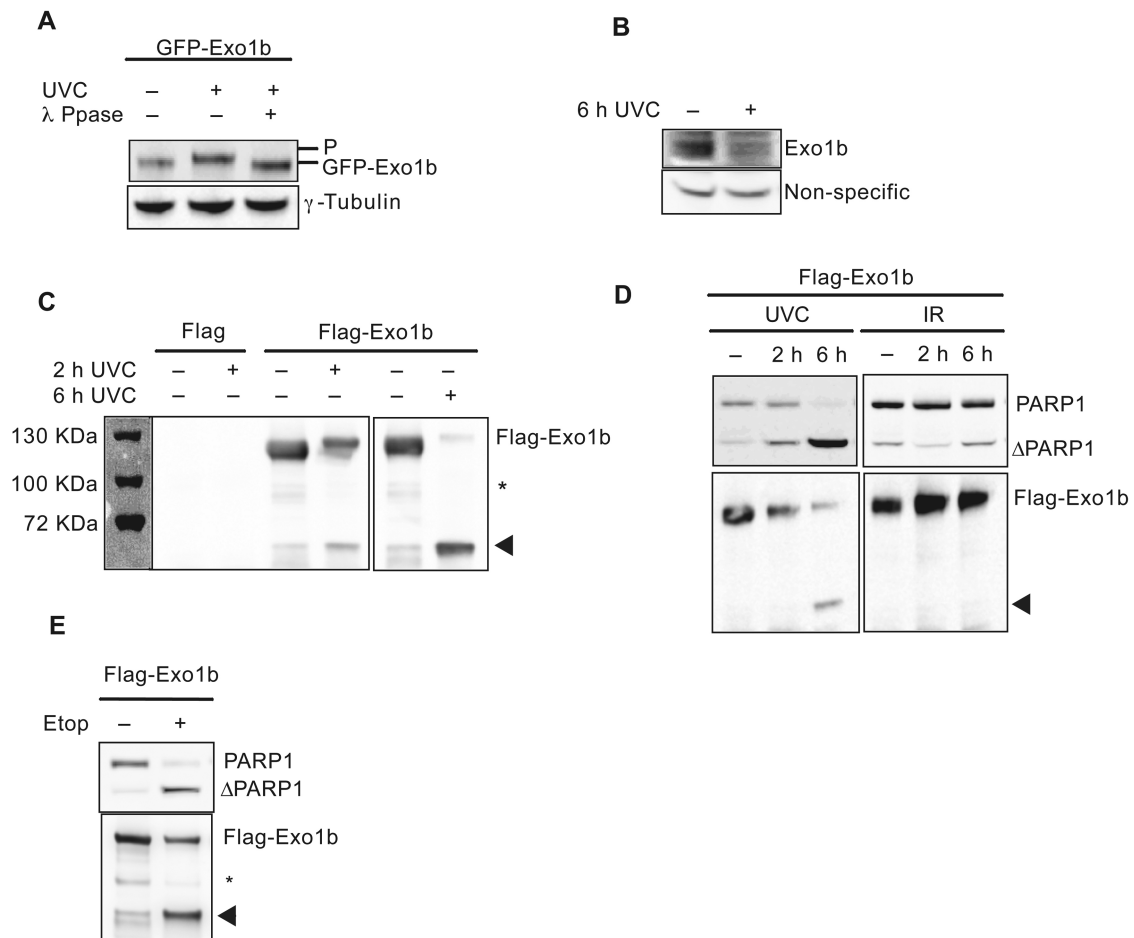 A
GFP-Exo1b
UVC – + +
λ Ppase – – +
P
GFP-Exo1b
γ-Tubulin
B
6 h UVC – +
Exo1b
Non-specific
C
Flag Flag-Exo1b
2 h UVC – + – + – –
6 h UVC – – – – – +
130 KDa
Flag-Exo1b
100 KDa
*
72 KDa
D
Flag-Exo1b
UVC IR
– 2 h 6 h – 2 h 6 h
PARP1
ΔPARP1
Flag-Exo1b
E
Flag-Exo1b
Etop – +
PARP1
ΔPARP1
Flag-Exo1b
*